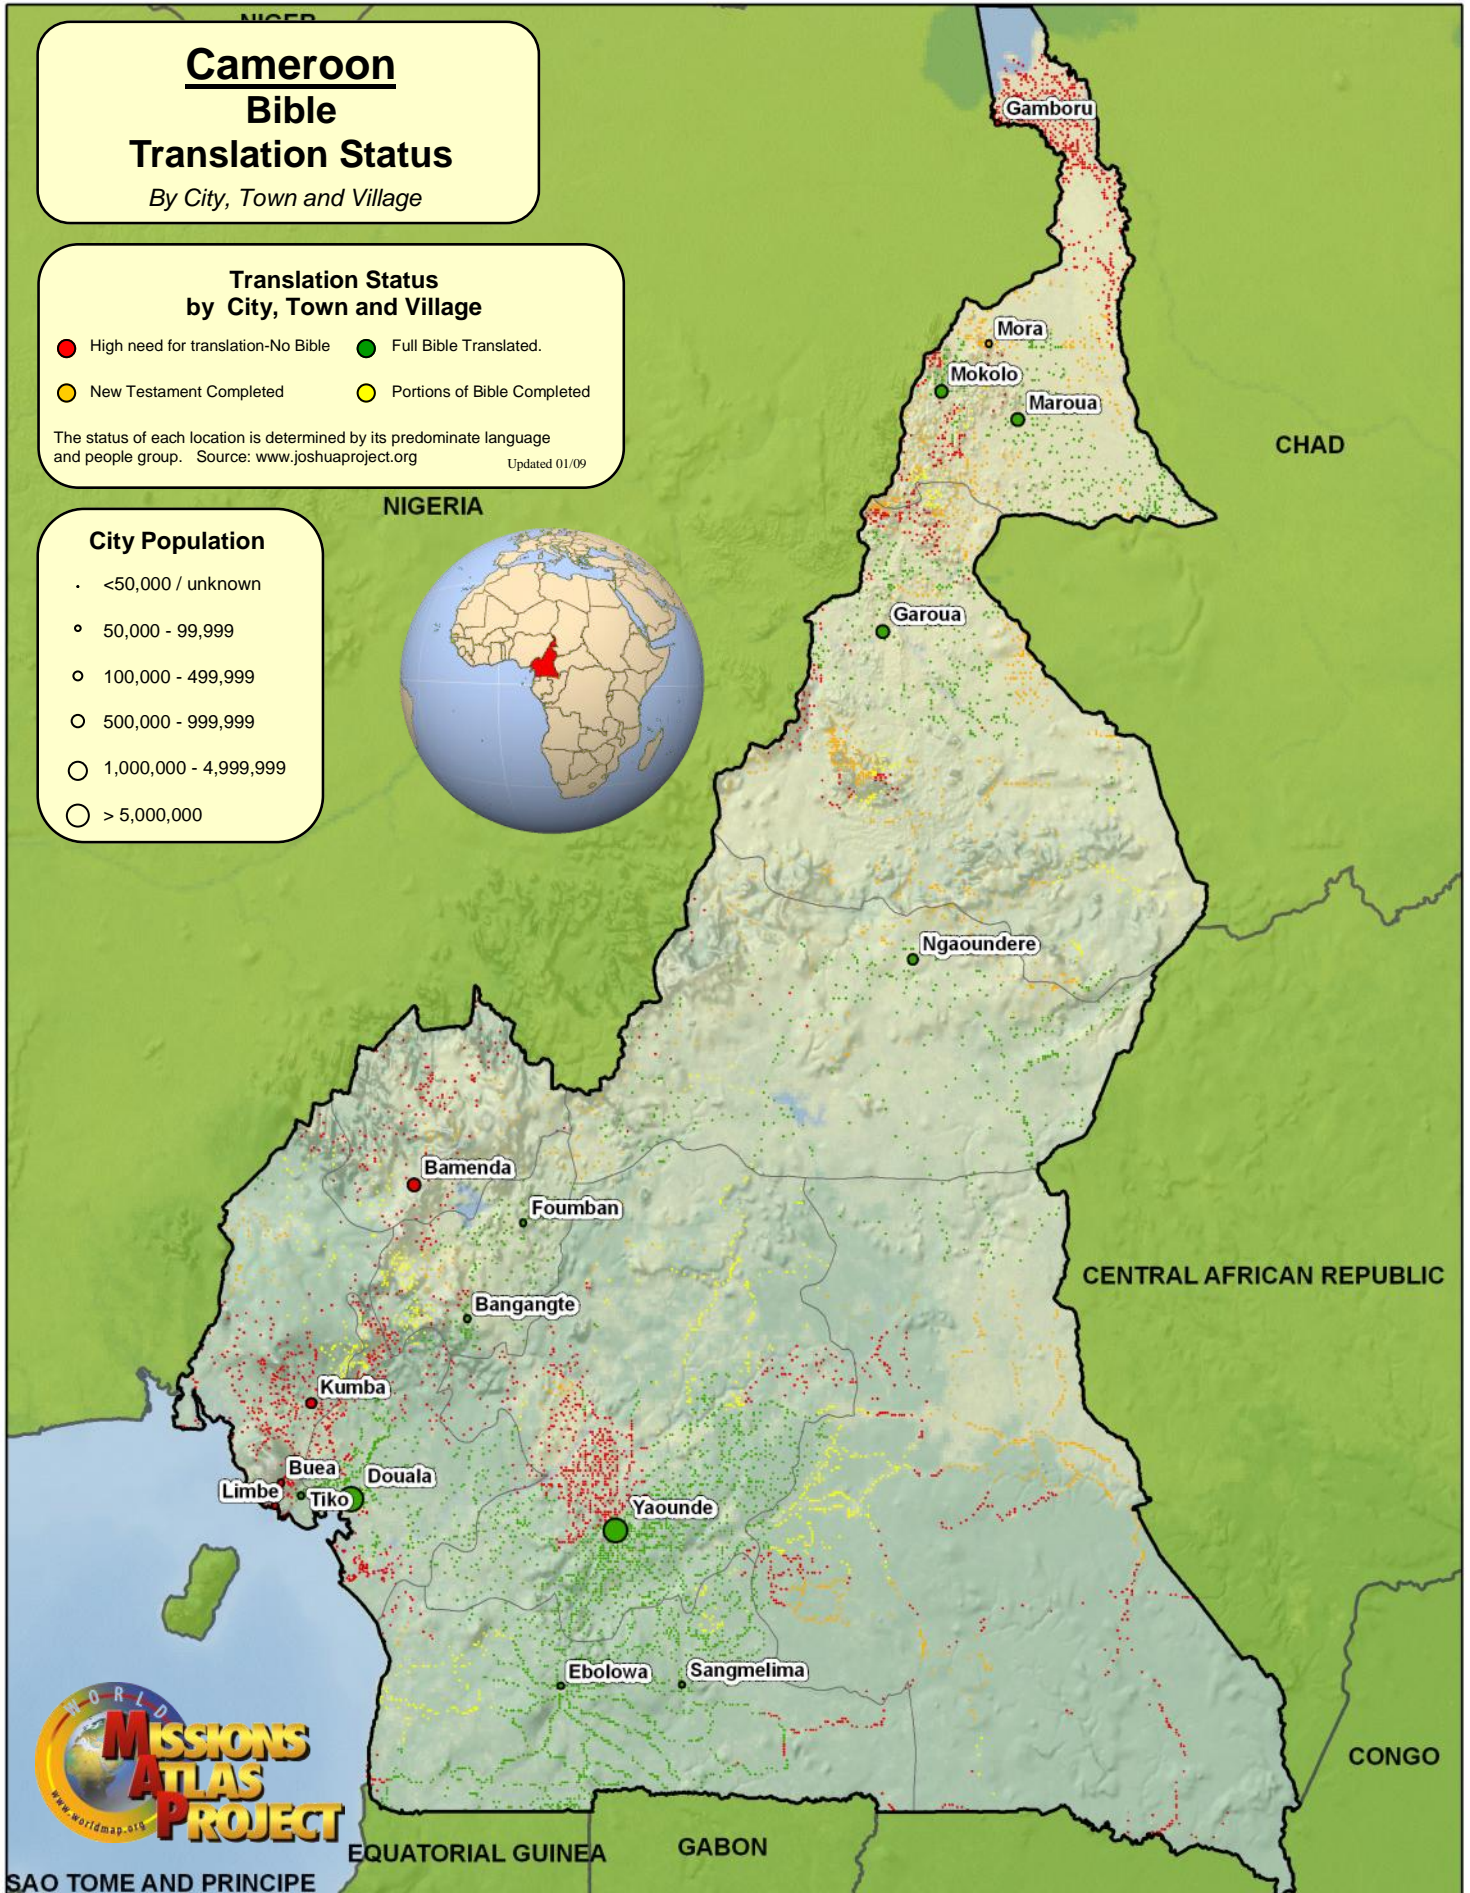 NIGER
Cameroon
Bible
Translation Status
By City, Town and Village
Translation Status
by City, Town and Village
High need for translation-No Bible
Full Bible Translated.
New Testament Completed
Portions of Bible Completed
The status of each location is determined by its predominate language
and people group. Source: www.joshuaproject.org
Updated 01/09
NIGERIA
City Population
<50,000 / unknown
50,000 - 99,999
100,000 - 499,999
500,000 - 999,999
1,000,000 - 4,999,999
> 5,000,000
Gamboru
Mora
Mokolo
Maroua
CHAD
Garoua
Ngaoundere
Bamenda
Foumban
CENTRAL AFRICAN REPUBLIC
Bangangte
Kumba
Buea
Douala
Limbe
Tiko
Yaounde
Ebolowa
Sangmelima
WORLD
MISSIONS
ATLAS
PROJECT
www.worldmap.org
CONGO
EQUATORIAL GUINEA
GABON
SAO TOME AND PRINCIPE